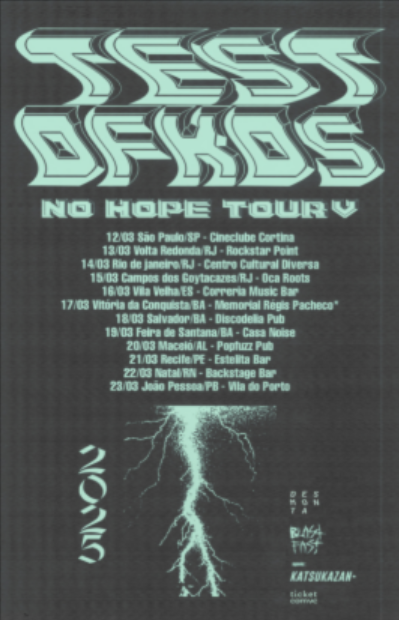 TEST
DFKDS
NO HOPE TOUR V
12/03 São Paulo/SP - Cineclube Cortina
13/03 Volta Redonda/RJ - Rockstar Point
14/03 Rio de janeiro/RJ - Centro Cultural Diversa
15/03 Campos dos Goytacazes/RJ - Oca Roots
16/03 Vila Velha/ES - Correria Music Bar
17/03 Vitória da Conquista/BA - Memorial Régis Pacheco*
18/03 Salvador/BA - Discodelia Pub
19/03 Feira de Santana/BA - Casa Noise
20/03 Maceió/AL - Popfuzz Pub
21/03 Recife/PE - Estelita Bar
22/03 Natal/RN - Backstage Bar
23/03 João Pessoa/PB - Vila do Porto
2025
DES
MON
TA
BLAST
FAST
KATSUKAZAN
ticket